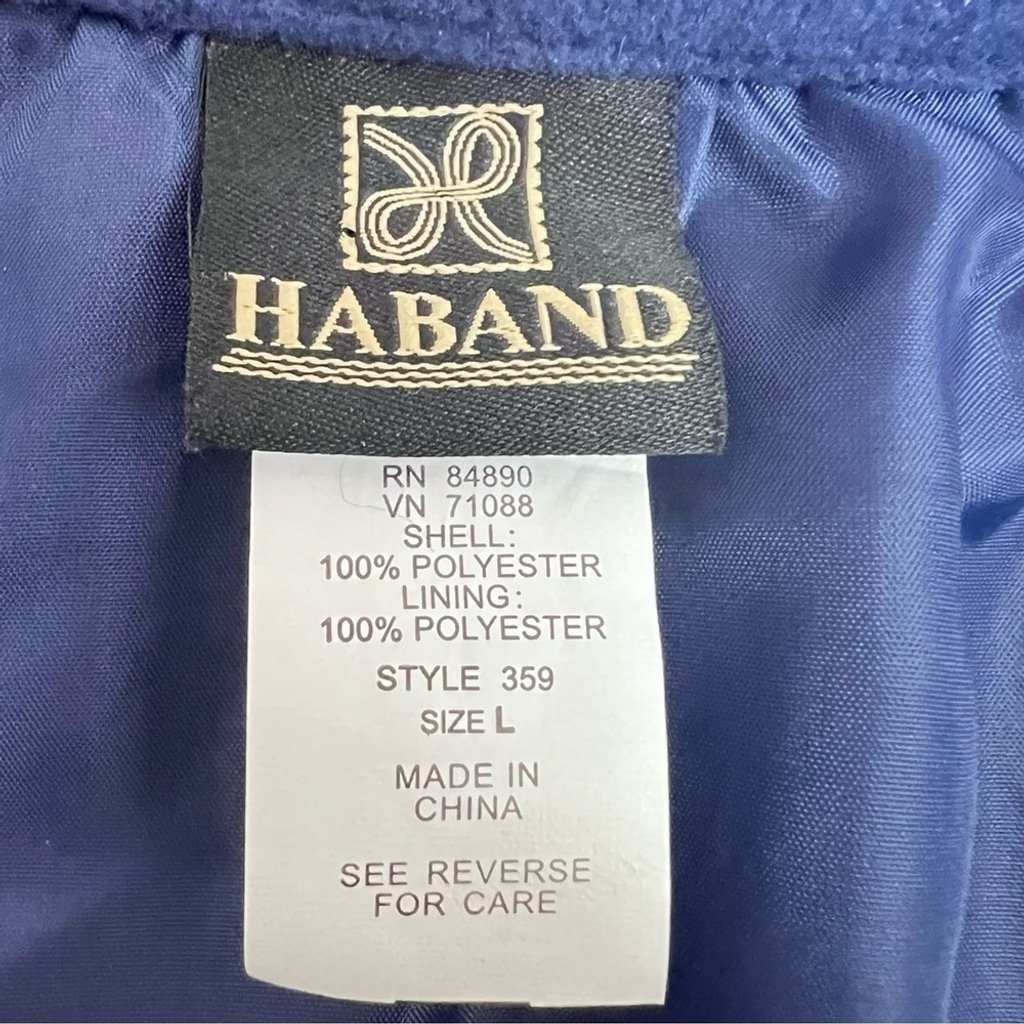 HABAND
RN 84890
VN 71088
SHELL:
100% POLYESTER
LINING:
100% POLYESTER
STYLE 359
SIZE L
MADE IN
CHINA
SEE REVERSE
FOR CARE